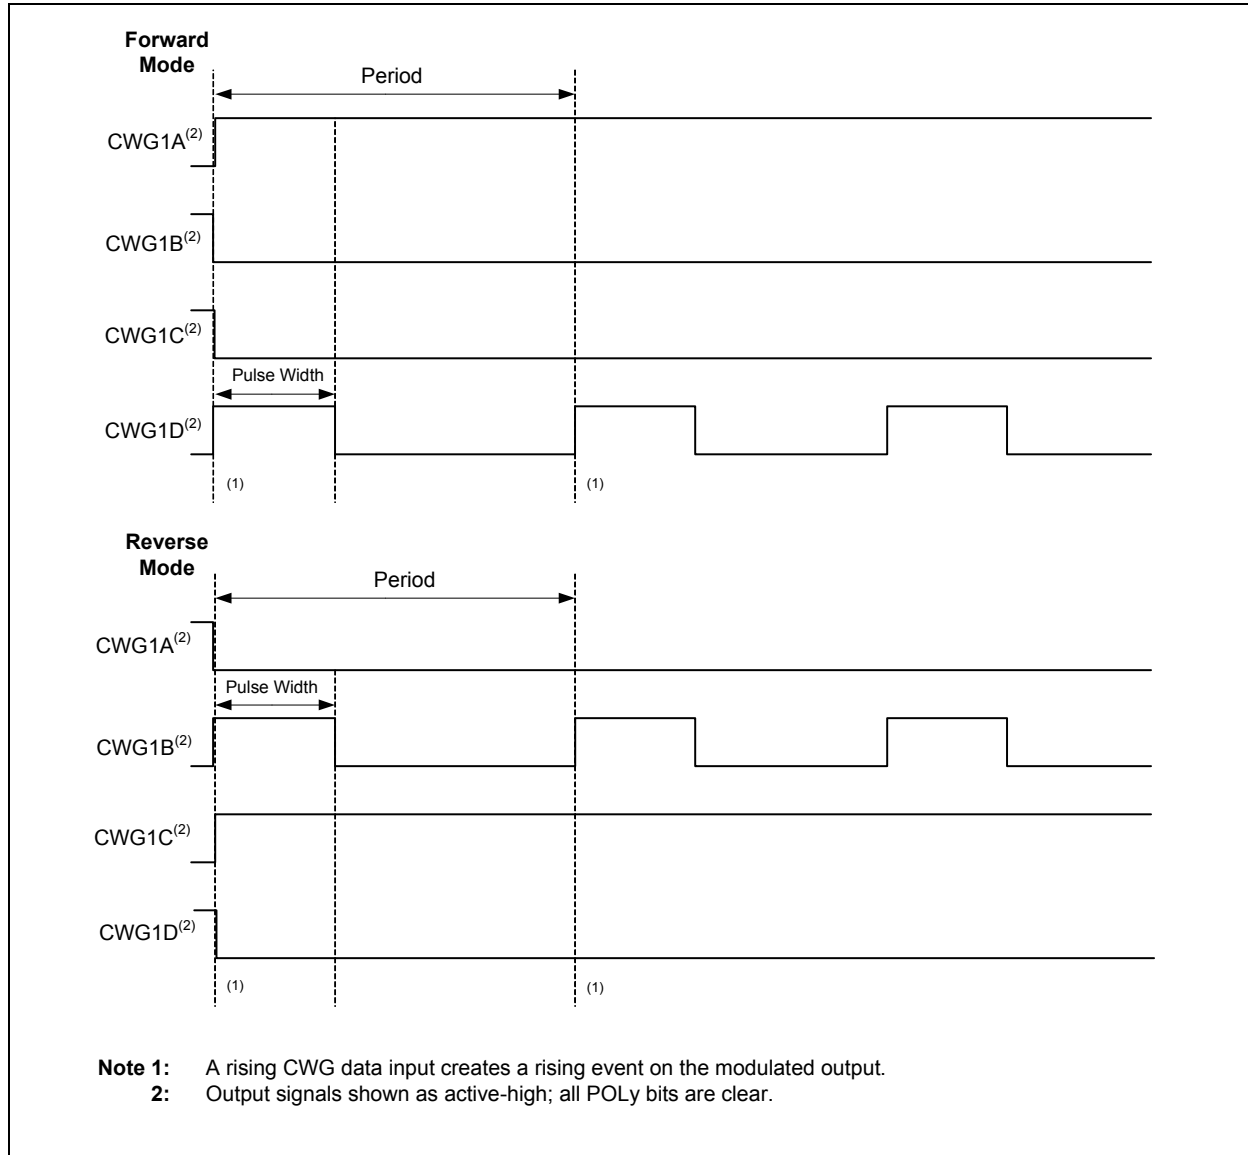 Forward
Mode
Period
CWG1A(2)
CWG1B(2)
CWG1C(2)
Pulse Width
CWG1D(2)
(1)
(1)
Reverse
Mode
Period
CWG1A(2)
Pulse Width
CWG1B(2)
CWG1C(2)
CWG1D(2)
(1)
(1)
Note 1: A rising CWG data input creates a rising event on the modulated output.
2: Output signals shown as active-high; all POLy bits are clear.